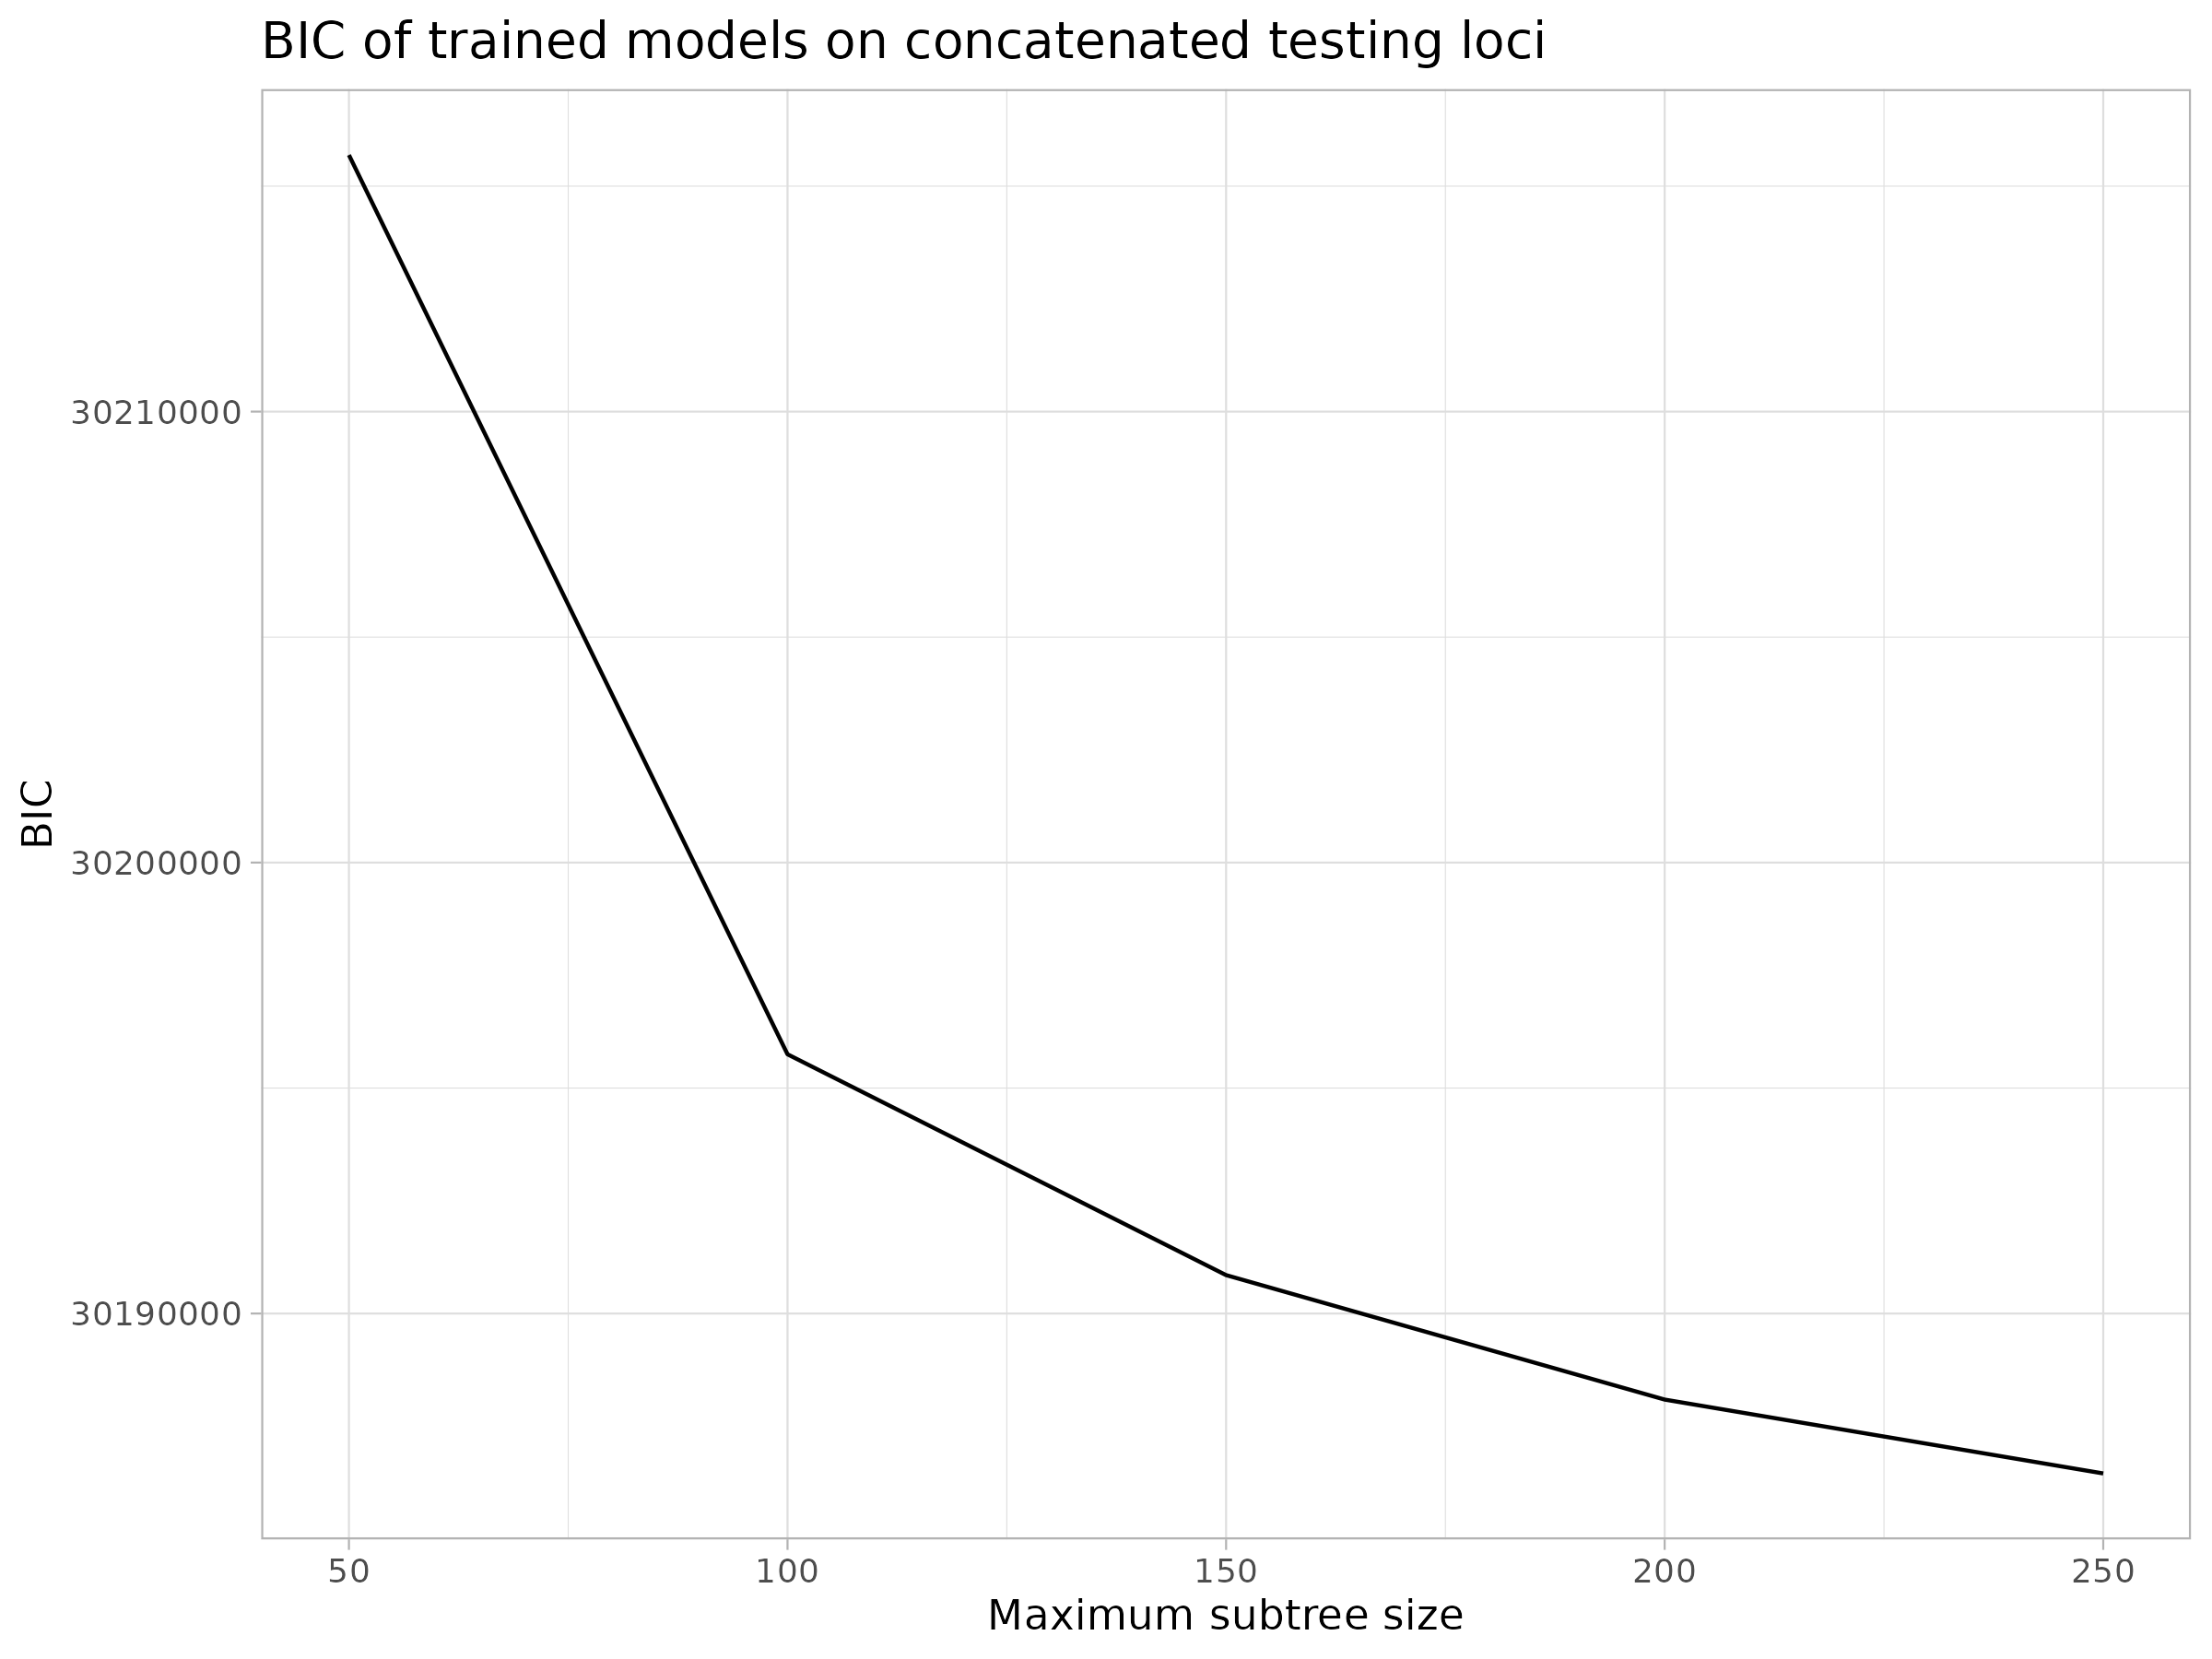 BIC of trained models on concatenated testing loci
BIC
30210000
30200000
30190000
50 100 150 200 250
Maximum subtree size